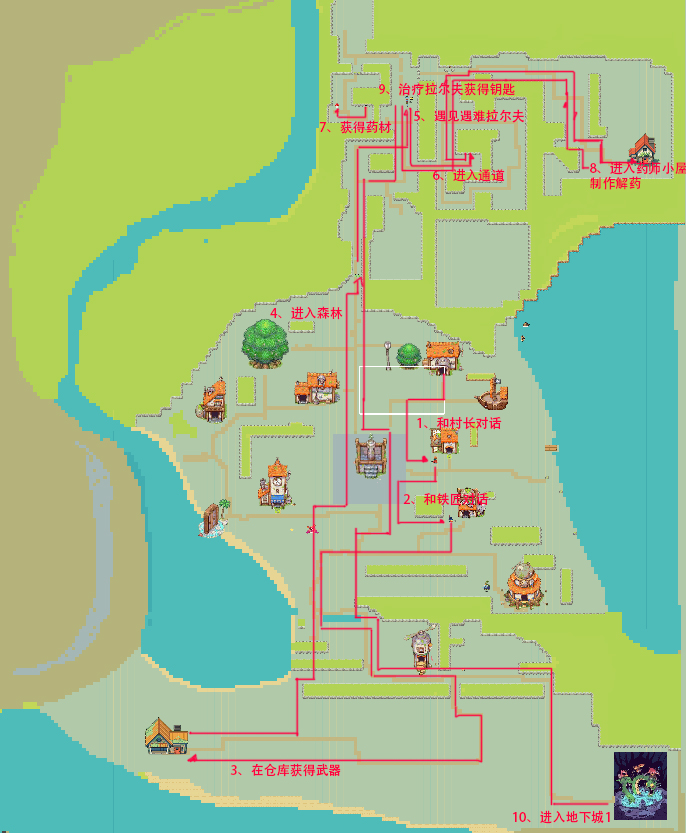 9、治疗拉尔夫获得钥匙
5、遇见遇难拉尔夫
7、获得药材
6、进入通道
8、进入药师小屋
制作解药
4、进入森林
1、和村长对话
2、和铁匠对话
3、在仓库获得武器
10、进入地下城1